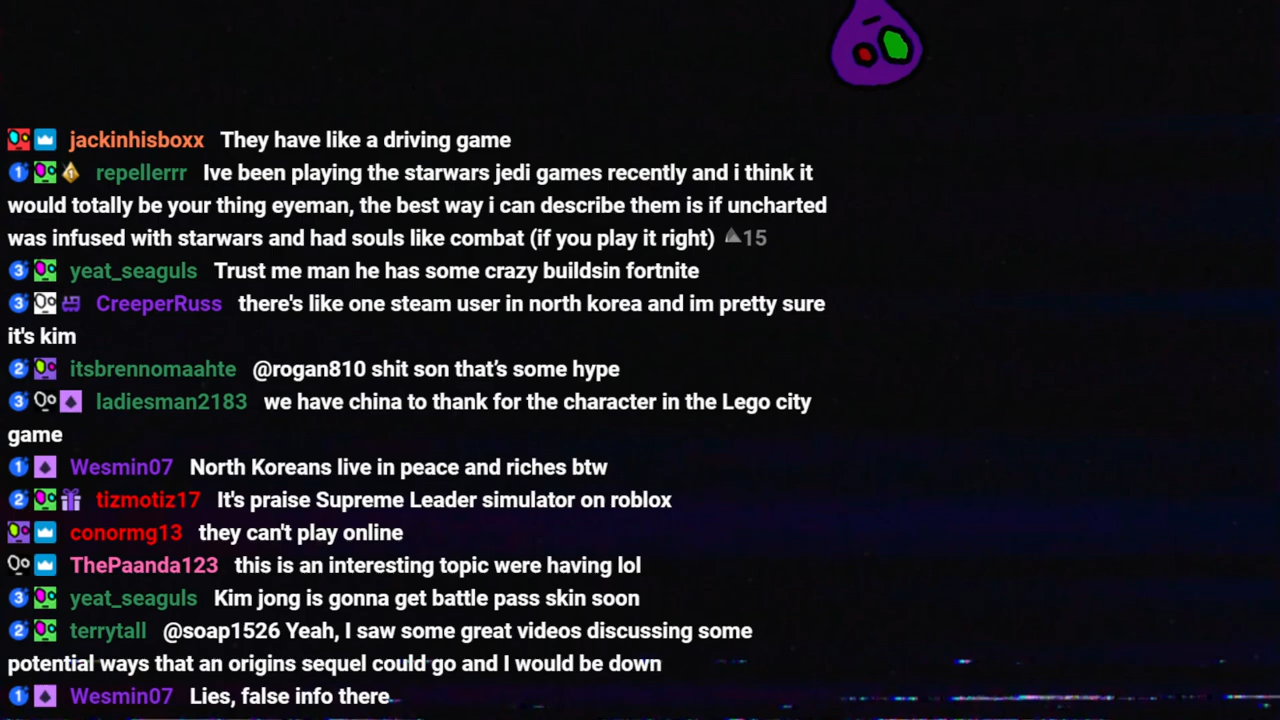 jackinhisboxx They have like a driving game
repellerrr Ive been playing the starwars jedi games recently and i think it
would totally be your thing eyeman, the best way i can describe them is if uncharted
was infused with starwars and had souls like combat (if you play it right) 15
yeat_seaguls Trust me man he has some crazy buildsin fortnite
CreeperRuss there's like one steam user in north korea and im pretty sure
it's kim
itsbrennomaahte @rogan810 shit son that's some hype
ladiesman2183 we have china to thank for the character in the Lego city
game
Wesmin07 North Koreans live in peace and riches btw
tizmotiz17 It's praise Supreme Leader simulator on roblox
conormg13 they can't play online
ThePaanda123 this is an interesting topic were having lol
yeat_seaguls Kim jong is gonna get battle pass skin soon
terrytall @soap1526 Yeah, I saw some great videos discussing some
potential ways that an origins sequel could go and I would be down
Wesmin07 Lies, false info there